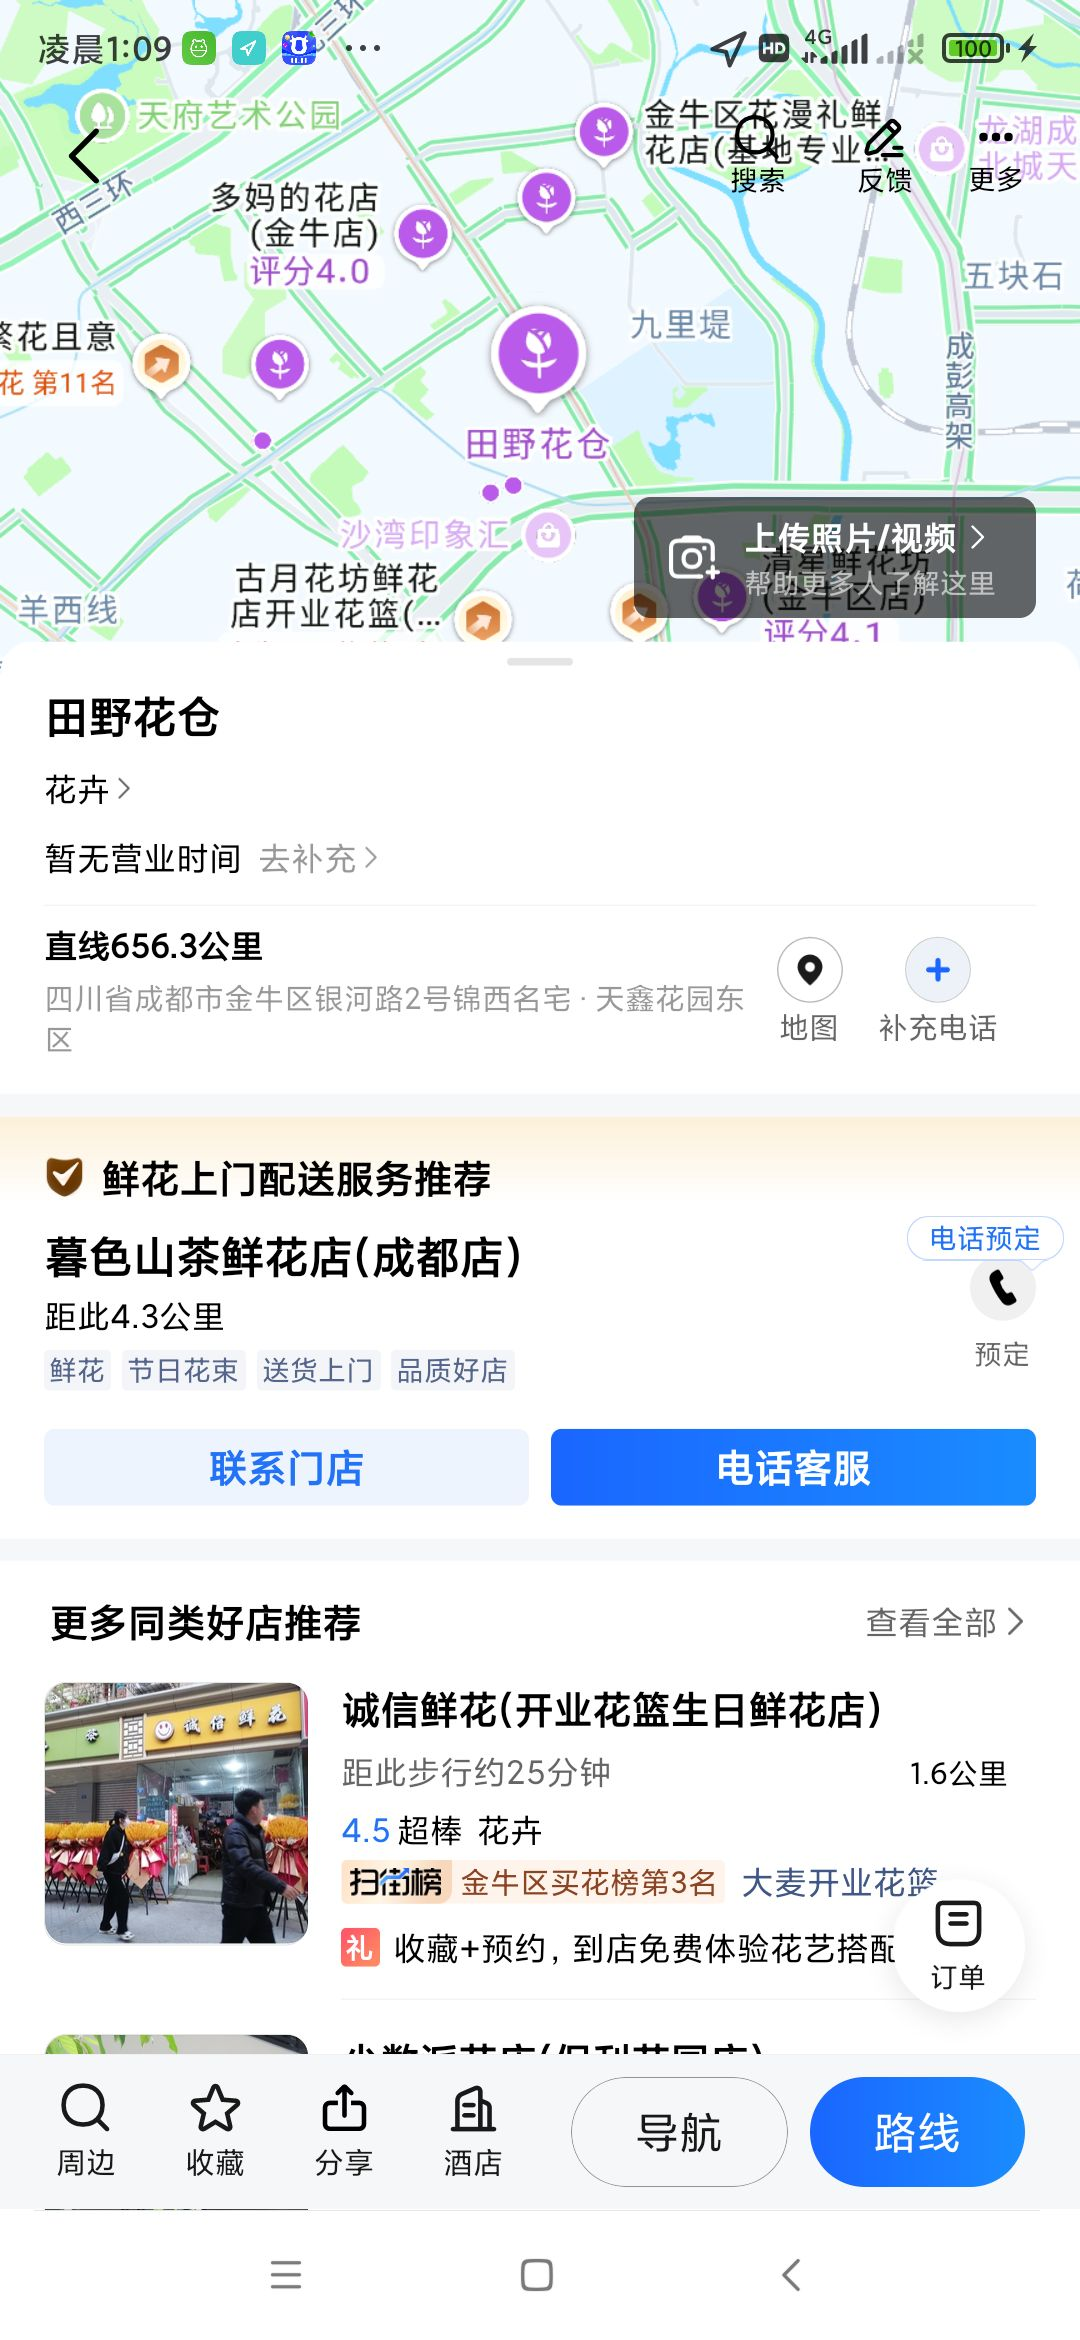 凌晨1:09
HD 4G 100
天府艺术公园
西三环
多妈的花店
(金牛店)
评分4.0
金牛区花漫礼鲜
花店(基地专业...
搜索
反馈
更多
龙湖成
北城天
五块石
九里堤
成彭高架
繁花且意
花 第11名
田野花仓
沙湾印象汇
羊西线
古月花坊鲜花
店开业花篮(...
上传照片/视频
帮助更多人了解这里
清星鲜花坊
(金牛区店)
评分4.1
田野花仓
花卉
暂无营业时间 去补充
直线656.3公里
四川省成都市金牛区银河路2号锦西名宅 · 天鑫花园东
区
地图
补充电话
鲜花上门配送服务推荐
暮色山茶鲜花店(成都店)
距此4.3公里
鲜花 节日花束 送货上门 品质好店
电话预定
预定
联系门店
电话客服
更多同类好店推荐
查看全部
诚信鲜花
诚信鲜花(开业花篮生日鲜花店)
距此步行约25分钟
1.6公里
4.5 超棒 花卉
扫街榜 金牛区买花榜第3名 大麦开业花篮
礼 收藏+预约,到店免费体验花艺搭配
订单
周边
收藏
分享
酒店
导航
路线